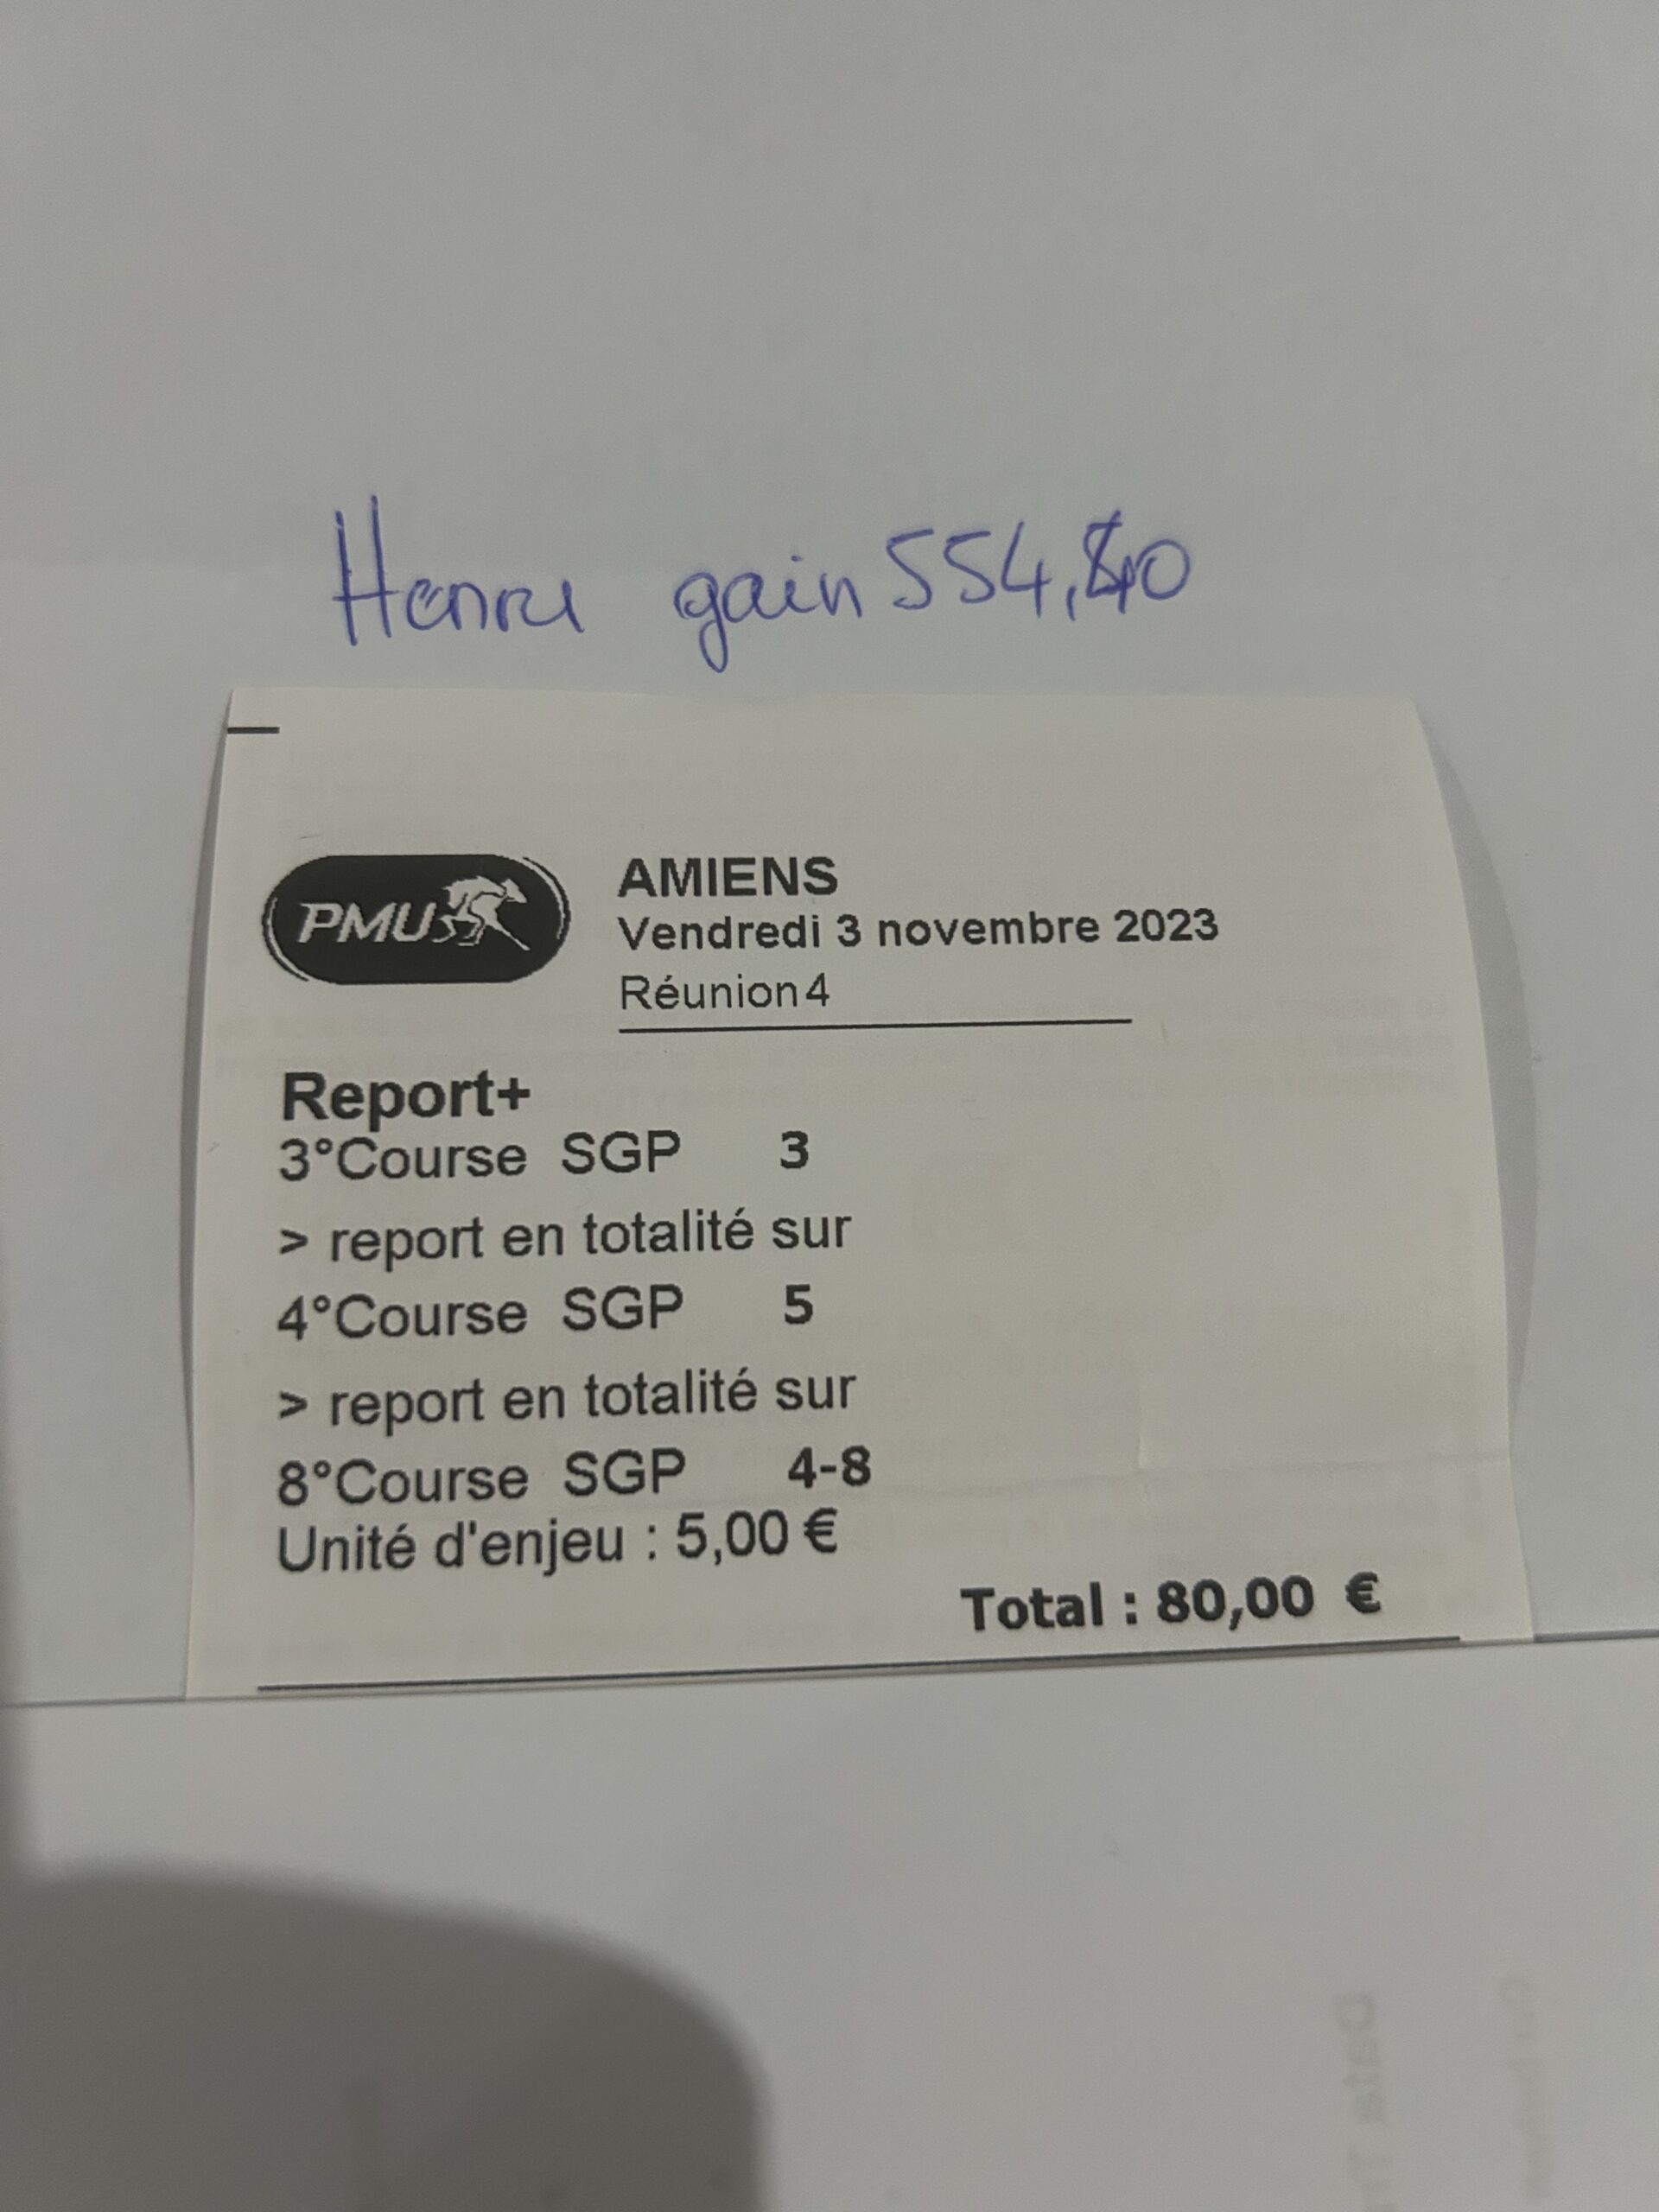 Henri gain 554,40
PMU
AMIENS
Vendredi 3 novembre 2023
Réunion 4
Report+
3°Course SGP 3
> report en totalité sur
4°Course SGP 5
> report en totalité sur
8°Course SGP 4-8
Unité d'enjeu : 5,00 €
Total : 80,00 €